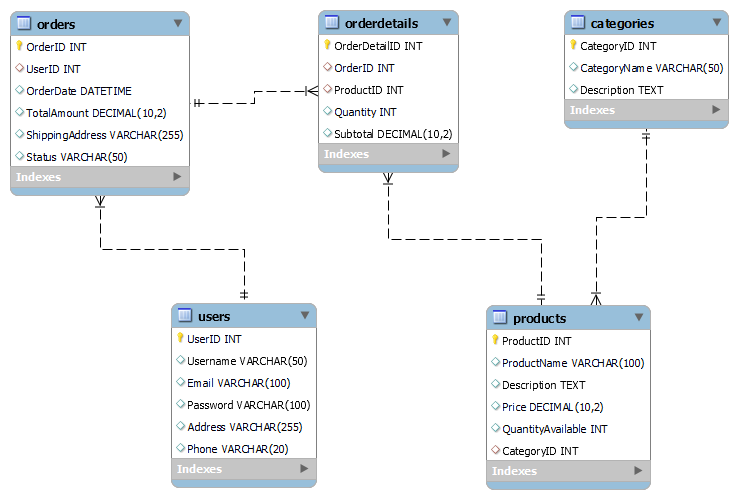 orders
OrderID INT
UserID INT
OrderDate DATETIME
TotalAmount DECIMAL(10,2)
ShippingAddress VARCHAR(255)
Status VARCHAR(50)
Indexes
orderdetails
OrderDetailID INT
OrderID INT
ProductID INT
Quantity INT
Subtotal DECIMAL(10,2)
Indexes
categories
CategoryID INT
CategoryName VARCHAR(50)
Description TEXT
Indexes
users
UserID INT
Username VARCHAR(50)
Email VARCHAR(100)
Password VARCHAR(100)
Address VARCHAR(255)
Phone VARCHAR(20)
Indexes
products
ProductID INT
ProductName VARCHAR(100)
Description TEXT
Price DECIMAL(10,2)
QuantityAvailable INT
CategoryID INT
Indexes